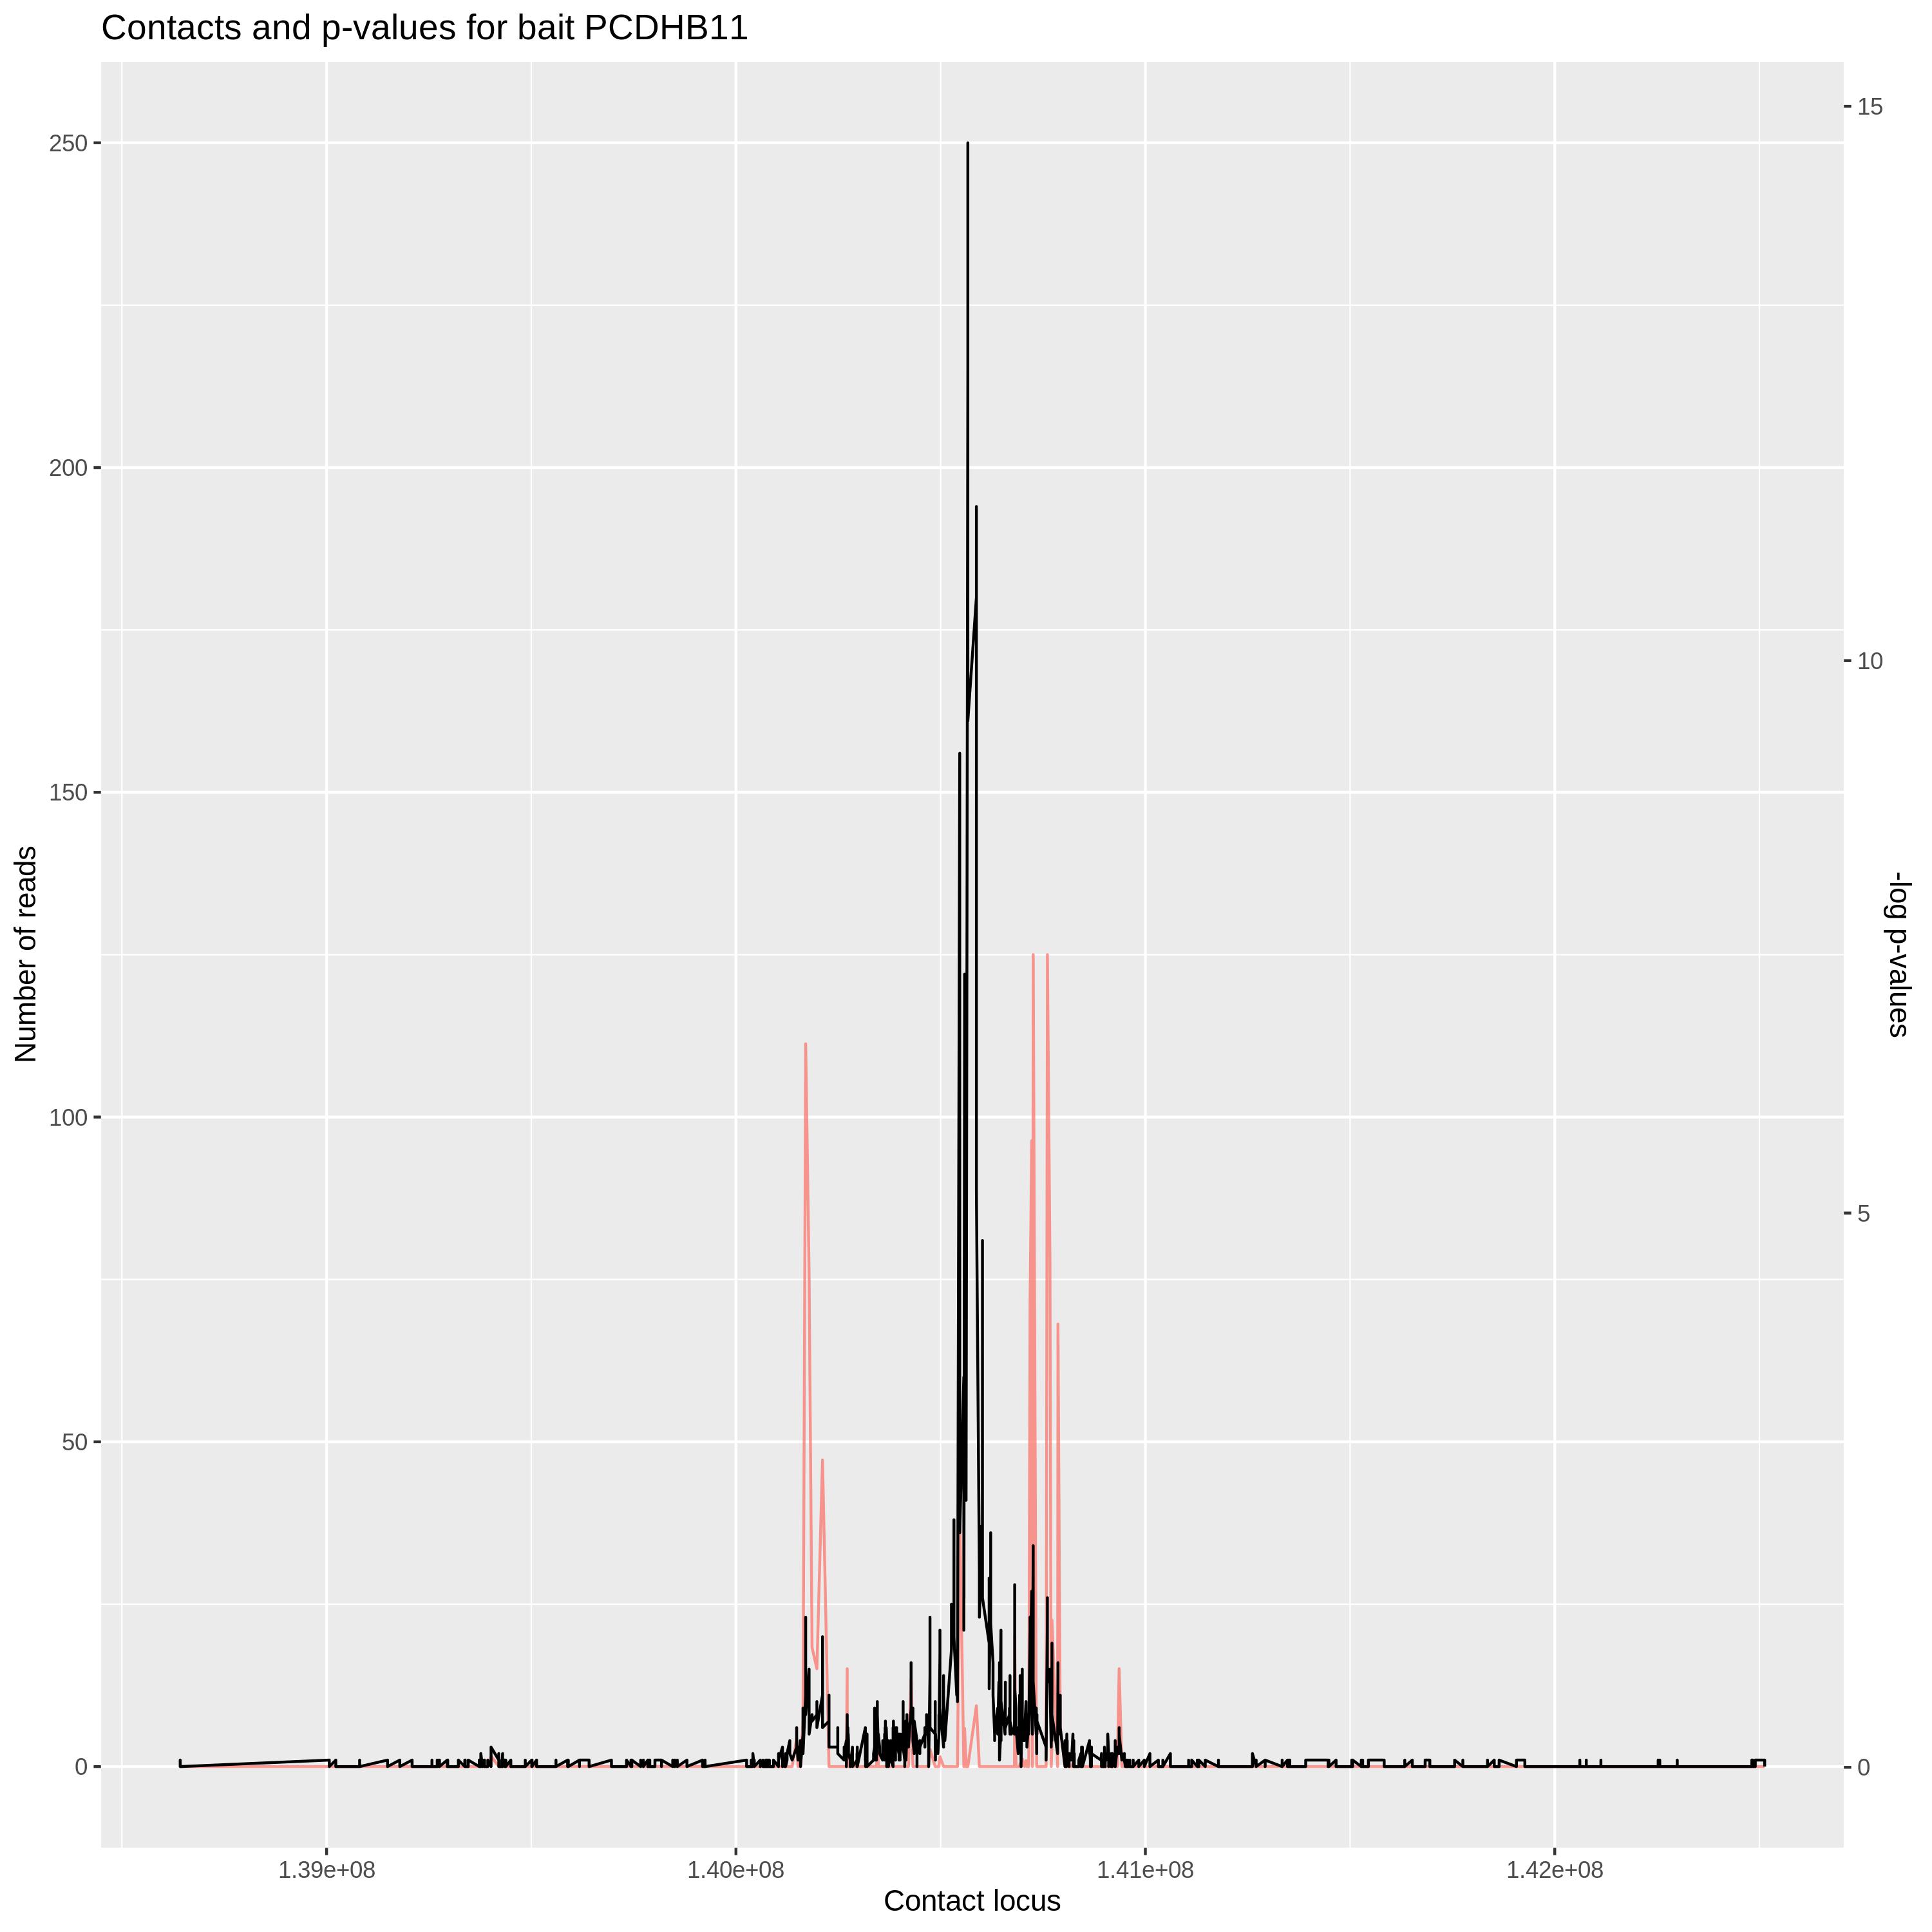 Contacts and p-values for bait PCDHB11
250
200
150
100
50
0
Number of reads
15
10
5
0
-log p-values
1.39e+08
1.40e+08
1.41e+08
1.42e+08
Contact locus